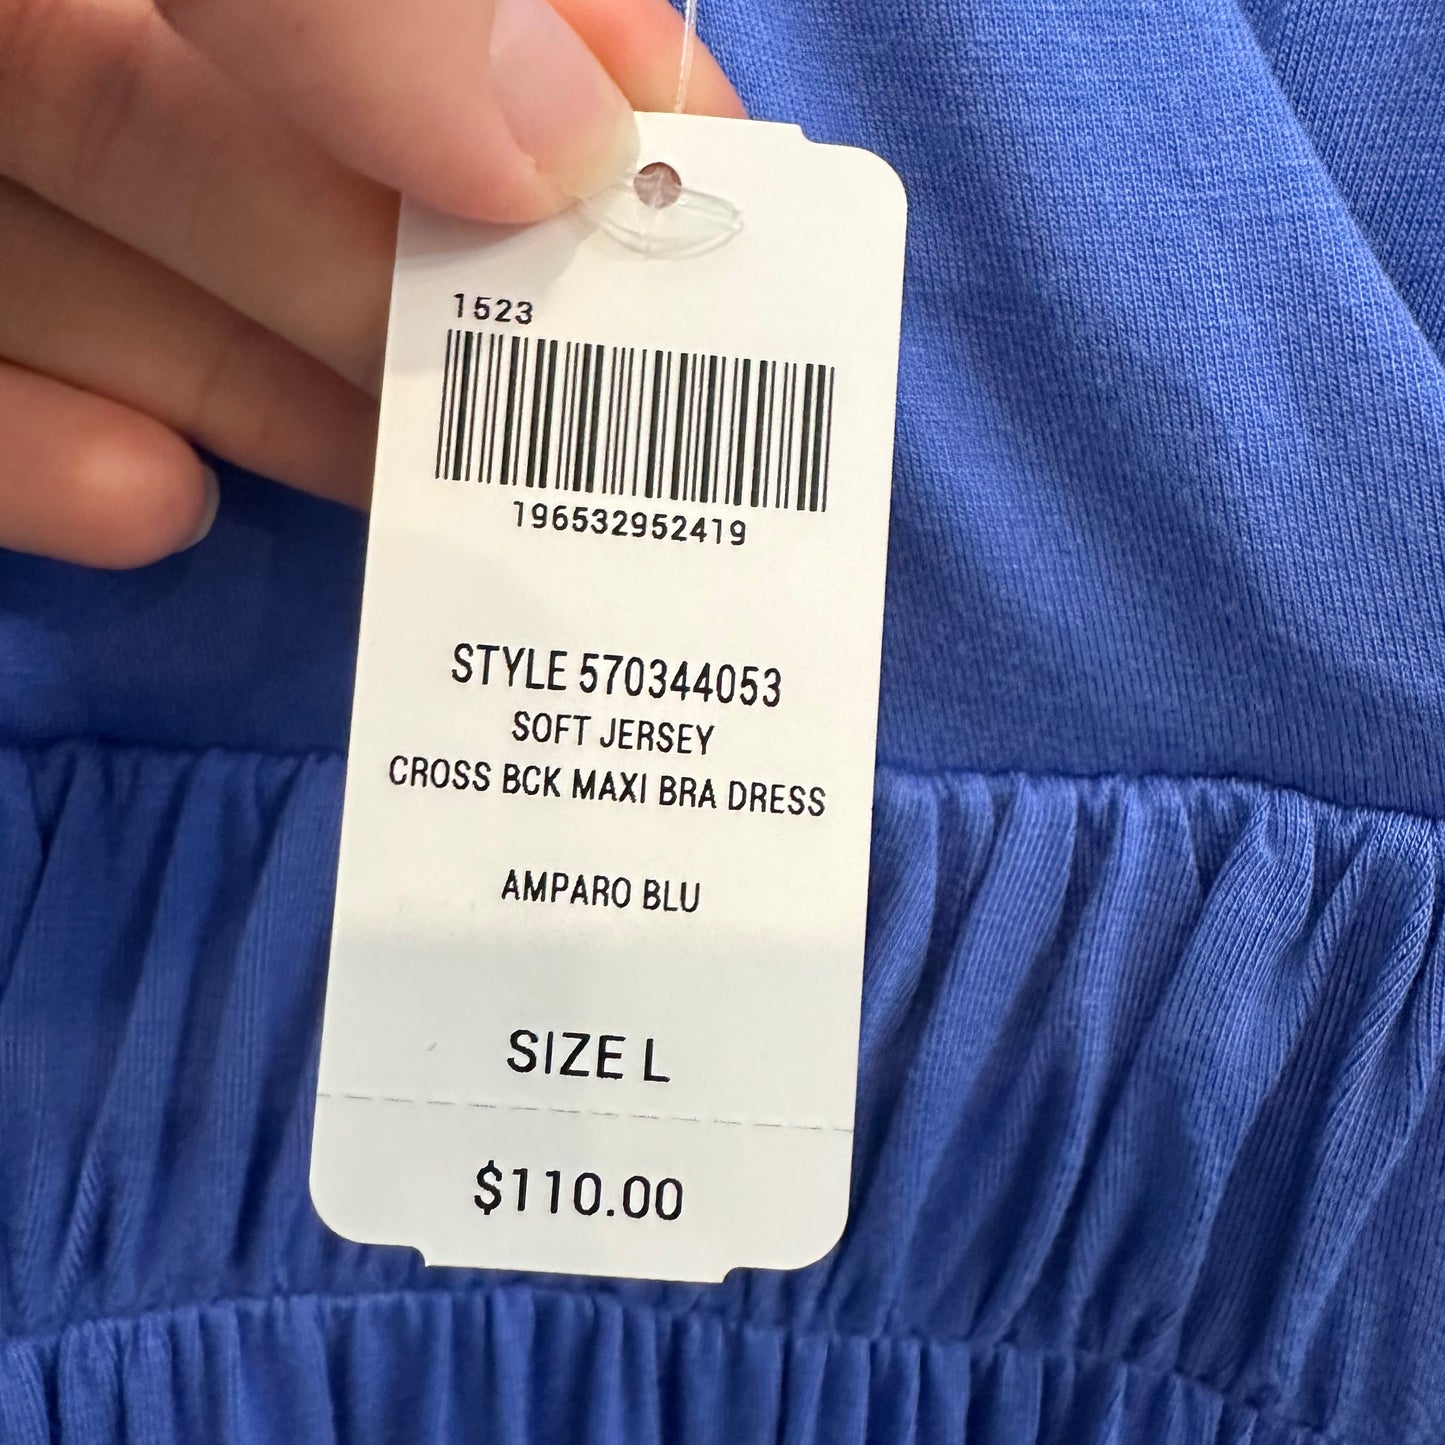 1523
196532952419
STYLE 570344053
SOFT JERSEY
CROSS BCK MAXI BRA DRESS
AMPARO BLU
SIZE L
$110.00